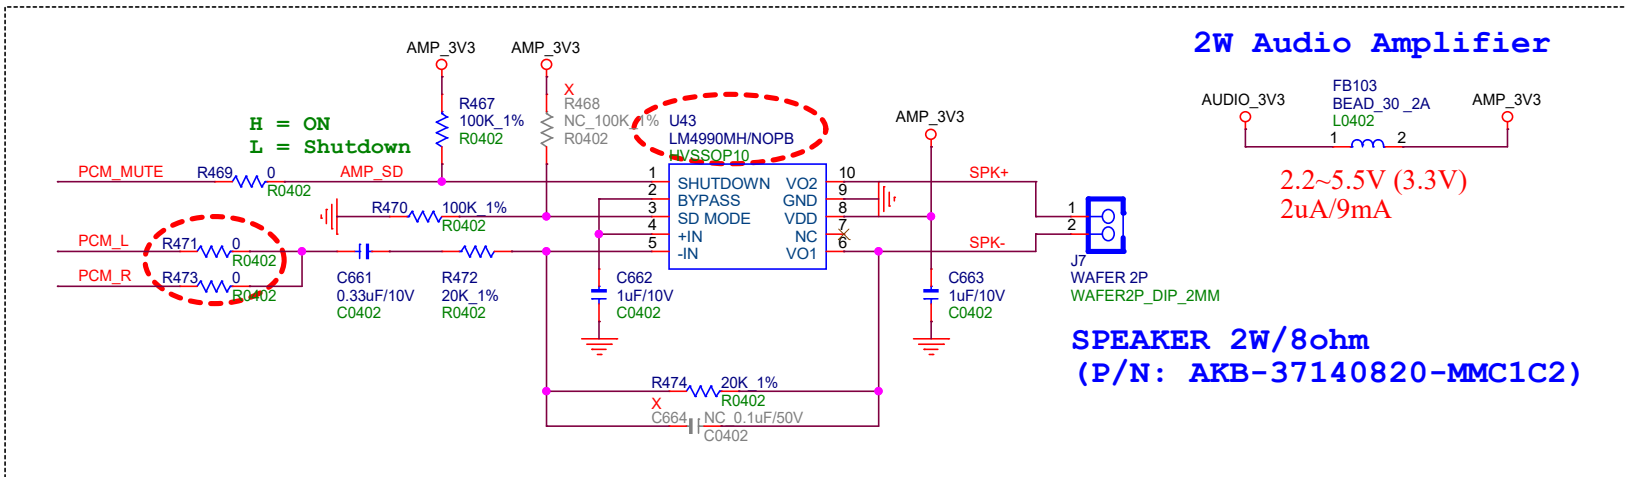 2W Audio Amplifier
AMP_3V3
AMP_3V3
X
R467
100K_1%
R0402
R468
NC_100K_1%
R0402
H = ON
L = Shutdown
U43
LM4990MH/NOPB
HVSSOP10
AMP_3V3
FB103
BEAD_30 _2A
L0402
AUDIO_3V3
AMP_3V3
1
2
2.2~5.5V (3.3V)
2uA/9mA
PCM_MUTE
R469
0
R0402
AMP_SD
1
SHUTDOWN
VO2
10
SPK+
2
BYPASS
GND
9
R470
100K_1%
R0402
3
SD MODE
VDD
8
4
+IN
NC
7
5
-IN
VO1
6
SPK-
PCM_L
R471
0
R0402
PCM_R
R473
0
R0402
C661
0.33uF/10V
C0402
R472
20K_1%
R0402
C662
1uF/10V
C0402
C663
1uF/10V
C0402
1
2
J7
WAFER 2P
WAFER2P_DIP_2MM
SPEAKER 2W/8ohm
(P/N: AKB-37140820-MMC1C2)
R474
20K_1%
R0402
X
C664
NC_0.1uF/50V
C0402